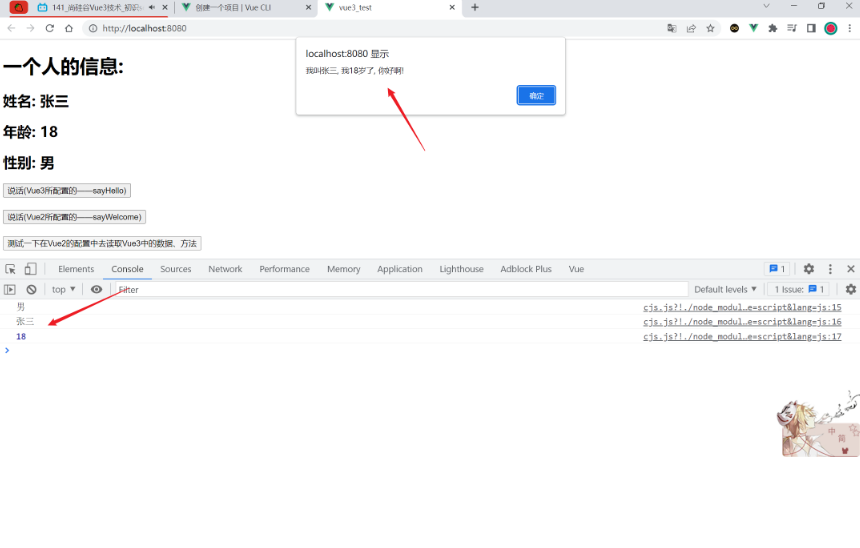 141_尚硅谷Vue3技术_初识s
创建一个项目 | Vue CLI
vue3_test
http://localhost:8080
localhost:8080 显示
我叫张三, 我18岁了, 你好啊!
确定
一个人的信息:
姓名: 张三
年龄: 18
性别: 男
说话(Vue3所配置的——sayHello)
说话(Vue2所配置的——sayWelcome)
测试一下在Vue2的配置中去读取Vue3中的数据、方法
Elements Console Sources Network Performance Memory Application Lighthouse Adblock Plus Vue 1
top Filter Default levels 1 Issue: 1
男 cjs.js?!./node_modul…e=script&lang=js:15
张三 cjs.js?!./node_modul…e=script&lang=js:16
18 cjs.js?!./node_modul…e=script&lang=js:17
中
简